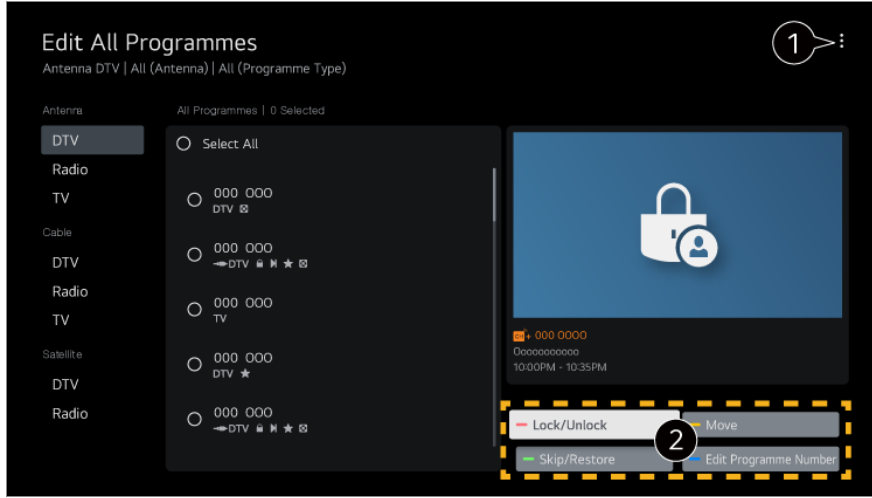 Edit All Programmes
Antenna DTV | All (Antenna) | All (Programme Type)
1
Antenna
DTV
Radio
TV
Cable
DTV
Radio
TV
Satellite
DTV
Radio
All Programmes | 0 Selected
Select All
000 000
DTV
000 000
DTV
000 000
TV
000 000
DTV
000 000
DTV
+ 000 0000
Oooooooooo
10:00PM - 10:35PM
Lock/Unlock
Move
2
Skip/Restore
Edit Programme Number